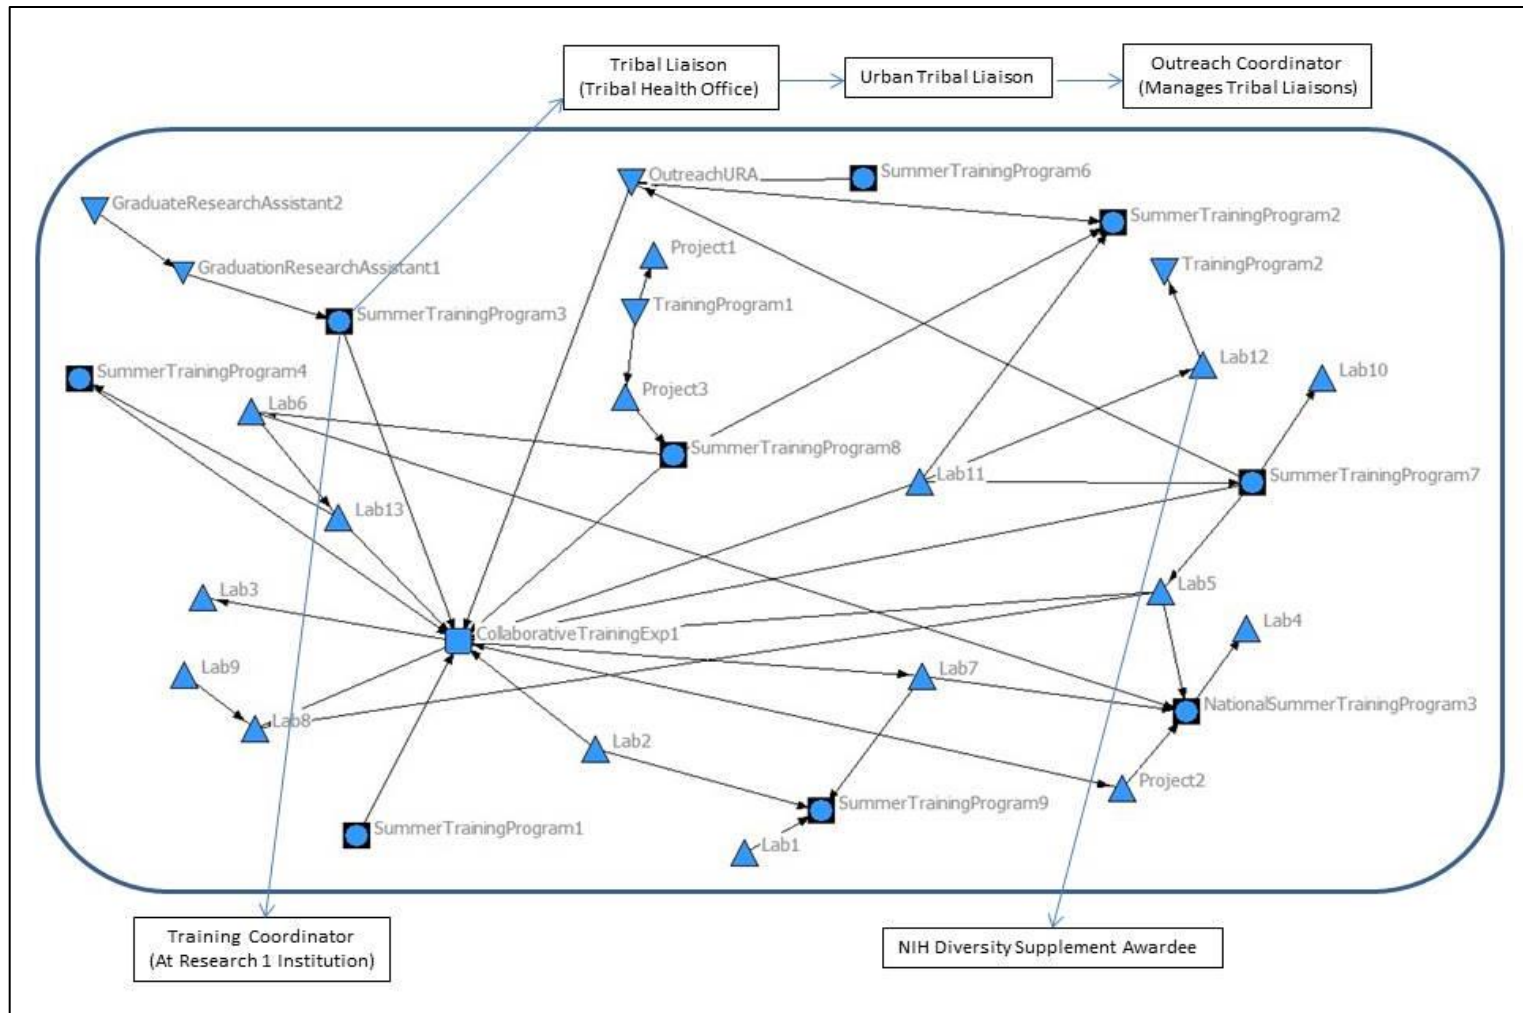 Tribal Liaison
(Tribal Health Office)
Urban Tribal Liaison
Outreach Coordinator
(Manages Tribal Liaisons)
OutreachURA
SummerTrainingProgram6
GraduateResearchAssistant2
SummerTrainingProgram2
Project1
GraduationResearchAssistant1
TrainingProgram2
TrainingProgram1
SummerTrainingProgram3
Lab12
SummerTrainingProgram4
Lab10
Project3
Lab6
SummerTrainingProgram8
Lab11
SummerTrainingProgram7
Lab13
Lab5
Lab3
Lab4
CollaborativeTrainingExp1
Lab9
Lab7
NationalSummerTrainingProgram3
Lab8
Lab2
Project2
SummerTrainingProgram9
SummerTrainingProgram1
Lab1
Training Coordinator
(At Research 1 Institution)
NIH Diversity Supplement Awardee